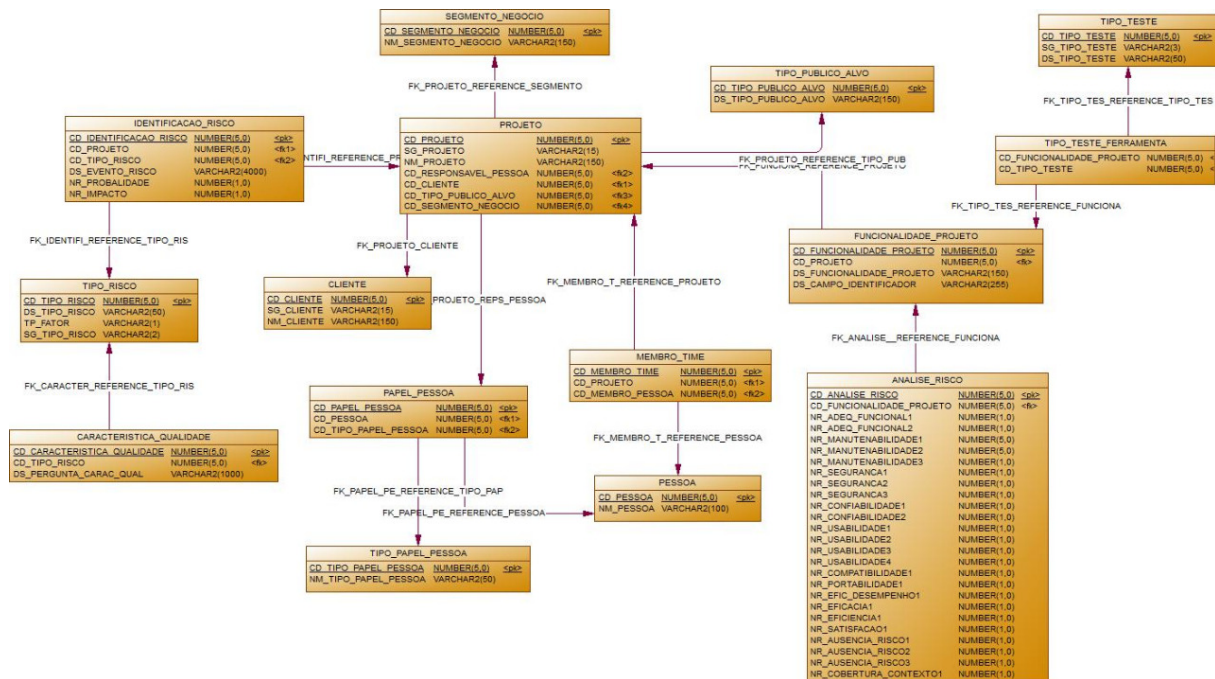 SEGMENTO_NEGOCIO
CD_SEGMENTO_NEGOCIO NUMBER(5,0) <pk>
NM_SEGMENTO_NEGOCIO VARCHAR2(150)
TIPO_TESTE
CD_TIPO_TESTE NUMBER(5,0) <pk>
SG_TIPO_TESTE VARCHAR2(3)
DS_TIPO_TESTE VARCHAR2(50)
TIPO_PUBLICO_ALVO
CD_TIPO_PUBLICO_ALVO NUMBER(5,0) <pk>
DS_TIPO_PUBLICO_ALVO VARCHAR2(150)
FK_PROJETO_REFERENCE_SEGMENTO
FK_TIPO_TES_REFERENCE_TIPO_TES
IDENTIFICACAO_RISCO
CD_IDENTIFICACAO_RISCO NUMBER(5,0) <pk>
CD_PROJETO NUMBER(5,0) <fk1>
CD_TIPO_RISCO NUMBER(5,0) <fk2>
DS_EVENTO_RISCO VARCHAR2(4000)
NR_PROBALIDADE NUMBER(1,0)
NR_IMPACTO NUMBER(1,0)
NTIFI_REFERENCE_PR
PROJETO
CD_PROJETO NUMBER(5,0) <pk>
SG_PROJETO VARCHAR2(15)
NM_PROJETO VARCHAR2(150)
CD_RESPONSAVEL_PESSOA NUMBER(5,0) <fk2>
CD_CLIENTE NUMBER(5,0) <fk1>
CD_TIPO_PUBLICO_ALVO NUMBER(5,0) <fk3>
CD_SEGMENTO_NEGOCIO NUMBER(5,0) <fk4>
FK_PROJETO_REFERENCE_TIPO_PUB
FK_FUNCIONA_REFERENCE_PROJETO
TIPO_TESTE_FERRAMENTA
CD_FUNCIONALIDADE_PROJETO NUMBER(5,0) <
CD_TIPO_TESTE NUMBER(5,0) <
FK_TIPO_TES_REFERENCE_FUNCIONA
FK_IDENTIFI_REFERENCE_TIPO_RIS
FK_PROJETO_CLIENTE
FUNCIONALIDADE_PROJETO
CD_FUNCIONALIDADE_PROJETO NUMBER(5,0) <pk>
CD_PROJETO NUMBER(5,0) <fk>
DS_FUNCIONALIDADE_PROJETO VARCHAR2(150)
DS_CAMPO_IDENTIFICADOR VARCHAR2(255)
TIPO_RISCO
CD_TIPO_RISCO NUMBER(5,0) <pk>
DS_TIPO_RISCO VARCHAR2(50)
TP_FATOR VARCHAR2(1)
SG_TIPO_RISCO VARCHAR2(2)
CLIENTE
CD_CLIENTE NUMBER(5,0) <pk>
SG_CLIENTE VARCHAR2(15)
NM_CLIENTE VARCHAR2(150)
PROJETO_REPS_PESSOA
FK_MEMBRO_T_REFERENCE_PROJETO
FK_ANALISE__REFERENCE_FUNCIONA
FK_CARACTER_REFERENCE_TIPO_RIS
MEMBRO_TIME
CD_MEMBRO_TIME NUMBER(5,0) <pk>
CD_PROJETO NUMBER(5,0) <fk1>
CD_MEMBRO_PESSOA NUMBER(5,0) <fk2>
PAPEL_PESSOA
CD_PAPEL_PESSOA NUMBER(5,0) <pk>
CD_PESSOA NUMBER(5,0) <fk1>
CD_TIPO_PAPEL_PESSOA NUMBER(5,0) <fk2>
CARACTERISTICA_QUALIDADE
CD_CARACTERISTICA_QUALIDADE NUMBER(5,0) <pk>
CD_TIPO_RISCO NUMBER(5,0) <fk>
DS_PERGUNTA_CARAC_QUAL VARCHAR2(1000)
FK_MEMBRO_T_REFERENCE_PESSOA
FK_PAPEL_PE_REFERENCE_TIPO_PAP
FK_PAPEL_PE_REFERENCE_PESSOA
PESSOA
CD_PESSOA NUMBER(5,0) <pk>
NM_PESSOA VARCHAR2(100)
TIPO_PAPEL_PESSOA
CD_TIPO_PAPEL_PESSOA NUMBER(5,0) <pk>
NM_TIPO_PAPEL_PESSOA VARCHAR2(50)
ANALISE_RISCO
CD_ANALISE_RISCO NUMBER(5,0) <pk>
CD_FUNCIONALIDADE_PROJETO NUMBER(5,0) <fk>
NR_ADEQ_FUNCIONAL1 NUMBER(1,0)
NR_ADEQ_FUNCIONAL2 NUMBER(1,0)
NR_MANUTENABILIDADE1 NUMBER(5,0)
NR_MANUTENABILIDADE2 NUMBER(5,0)
NR_MANUTENABILIDADE3 NUMBER(1,0)
NR_SEGURANCA1 NUMBER(1,0)
NR_SEGURANCA2 NUMBER(1,0)
NR_SEGURANCA3 NUMBER(1,0)
NR_CONFIABILIDADE1 NUMBER(1,0)
NR_CONFIABILIDADE2 NUMBER(1,0)
NR_USABILIDADE1 NUMBER(1,0)
NR_USABILIDADE2 NUMBER(1,0)
NR_USABILIDADE3 NUMBER(1,0)
NR_USABILIDADE4 NUMBER(1,0)
NR_COMPATIBILIDADE1 NUMBER(1,0)
NR_PORTABILIDADE1 NUMBER(1,0)
NR_EFIC_DESEMPENHO1 NUMBER(1,0)
NR_EFICACIA1 NUMBER(1,0)
NR_EFICIENCIA1 NUMBER(1,0)
NR_SATISFACAO1 NUMBER(1,0)
NR_AUSENCIA_RISCO1 NUMBER(1,0)
NR_AUSENCIA_RISCO2 NUMBER(1,0)
NR_AUSENCIA_RISCO3 NUMBER(1,0)
NR_COBERTURA_CONTEXTO1 NUMBER(1,0)